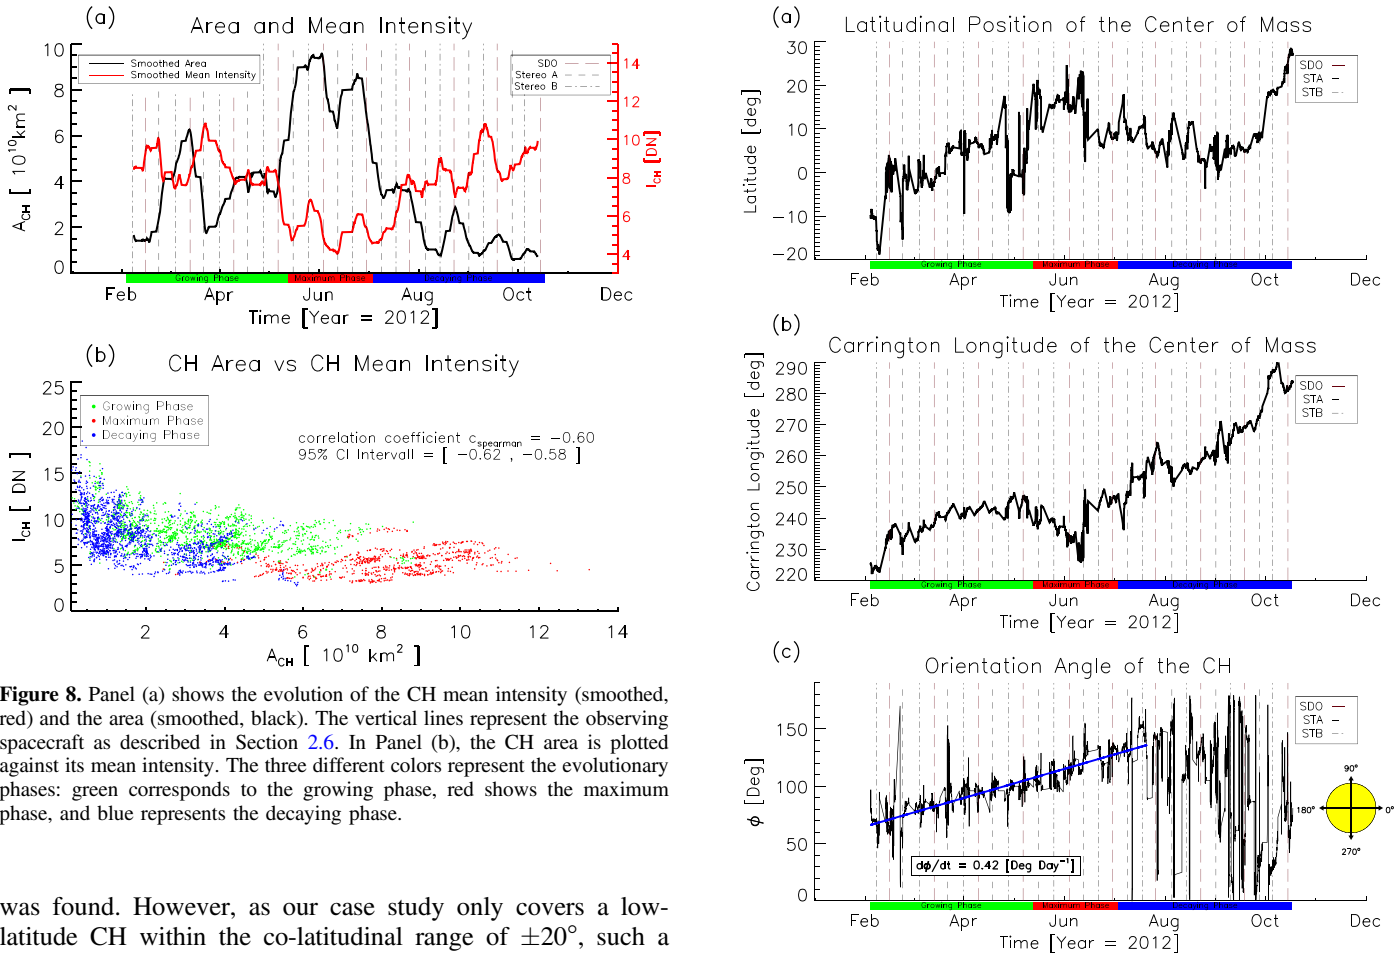 (a)
Area and Mean Intensity
Smoothed Area
Smoothed Mean Intensity
SDO
Stereo A
Stereo B
A_CH [ 10^10 km^2 ]
10
8
6
4
2
0
14
12
10
8
6
4
I_CH [DN]
Growing Phase
Maximum Phase
Decaying Phase
Feb Apr Jun Aug Oct Dec
Time [Year = 2012]
(b)
CH Area vs CH Mean Intensity
Growing Phase
Maximum Phase
Decaying Phase
correlation coefficient c_spearman = −0.60
95% CI Intervall = [ −0.62 , −0.58 ]
I_CH [ DN]
25
20
15
10
5
0
2 4 6 8 10 12 14
A_CH [ 10^10 km^2 ]
Figure 8. Panel (a) shows the evolution of the CH mean intensity (smoothed,
red) and the area (smoothed, black). The vertical lines represent the observing
spacecraft as described in Section 2.6. In Panel (b), the CH area is plotted
against its mean intensity. The three different colors represent the evolutionary
phases: green corresponds to the growing phase, red shows the maximum
phase, and blue represents the decaying phase.
was found. However, as our case study only covers a low-
latitude CH within the co-latitudinal range of ±20°, such a
(a)
Latitudinal Position of the Center of Mass
SDO
STA
STB
Latitude [deg]
30
20
10
0
−10
−20
Growing Phase
Maximum Phase
Decaying Phase
Feb Apr Jun Aug Oct Dec
Time [Year = 2012]
(b)
Carrington Longitude of the Center of Mass
SDO
STA
STB
Carrington Longitude [deg]
290
280
270
260
250
240
230
220
Growing Phase
Maximum Phase
Decaying Phase
Feb Apr Jun Aug Oct Dec
Time [Year = 2012]
(c)
Orientation Angle of the CH
SDO
STA
STB
ϕ [Deg]
150
100
50
0
dϕ/dt = 0.42 [Deg Day^−1]
90°
180°
0°
270°
Growing Phase
Maximum Phase
Decaying Phase
Feb Apr Jun Aug Oct Dec
Time [Year = 2012]